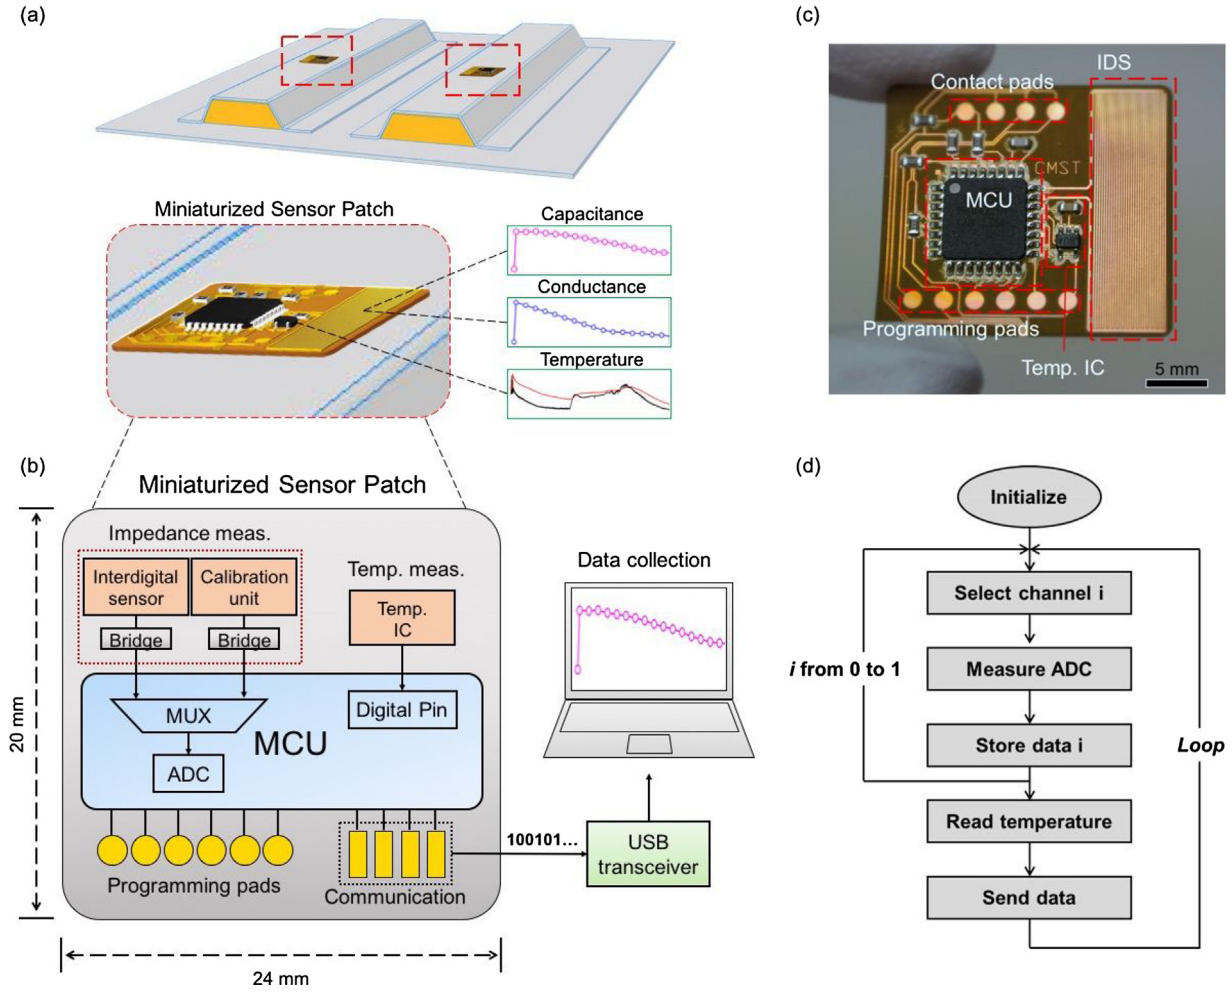 (a)
Miniaturized Sensor Patch
Capacitance
Conductance
Temperature
(b)
Miniaturized Sensor Patch
20 mm
24 mm
Impedance meas.
Interdigital
sensor
Calibration
unit
Bridge
Bridge
Temp. meas.
Temp.
IC
MUX
Digital Pin
MCU
ADC
Programming pads
Communication
100101...
USB
transceiver
Data collection
(c)
IDS
Contact pads
CMST
MCU
Programming pads
Temp. IC
5 mm
(d)
Initialize
Select channel i
Measure ADC
i from 0 to 1
Store data i
Loop
Read temperature
Send data